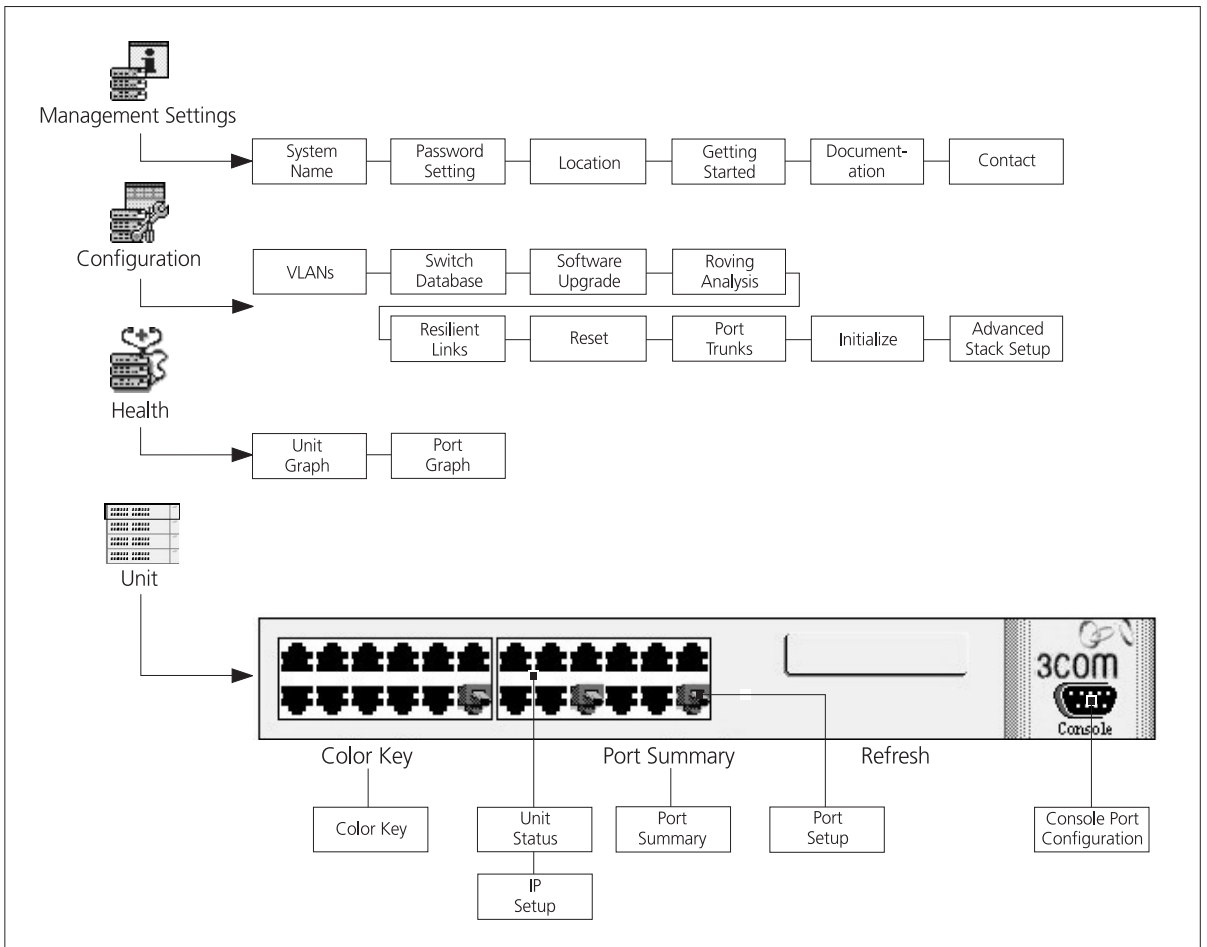 Management Settings
System
Name
Password
Setting
Location
Getting
Started
Document-
ation
Contact
Configuration
VLANs
Switch
Database
Software
Upgrade
Roving
Analysis
Resilient
Links
Reset
Port
Trunks
Initialize
Advanced
Stack Setup
Health
Unit
Graph
Port
Graph
Unit
3COM
Console
Color Key
Port Summary
Refresh
Color Key
Unit
Status
Port
Summary
Port
Setup
Console Port
Configuration
IP
Setup